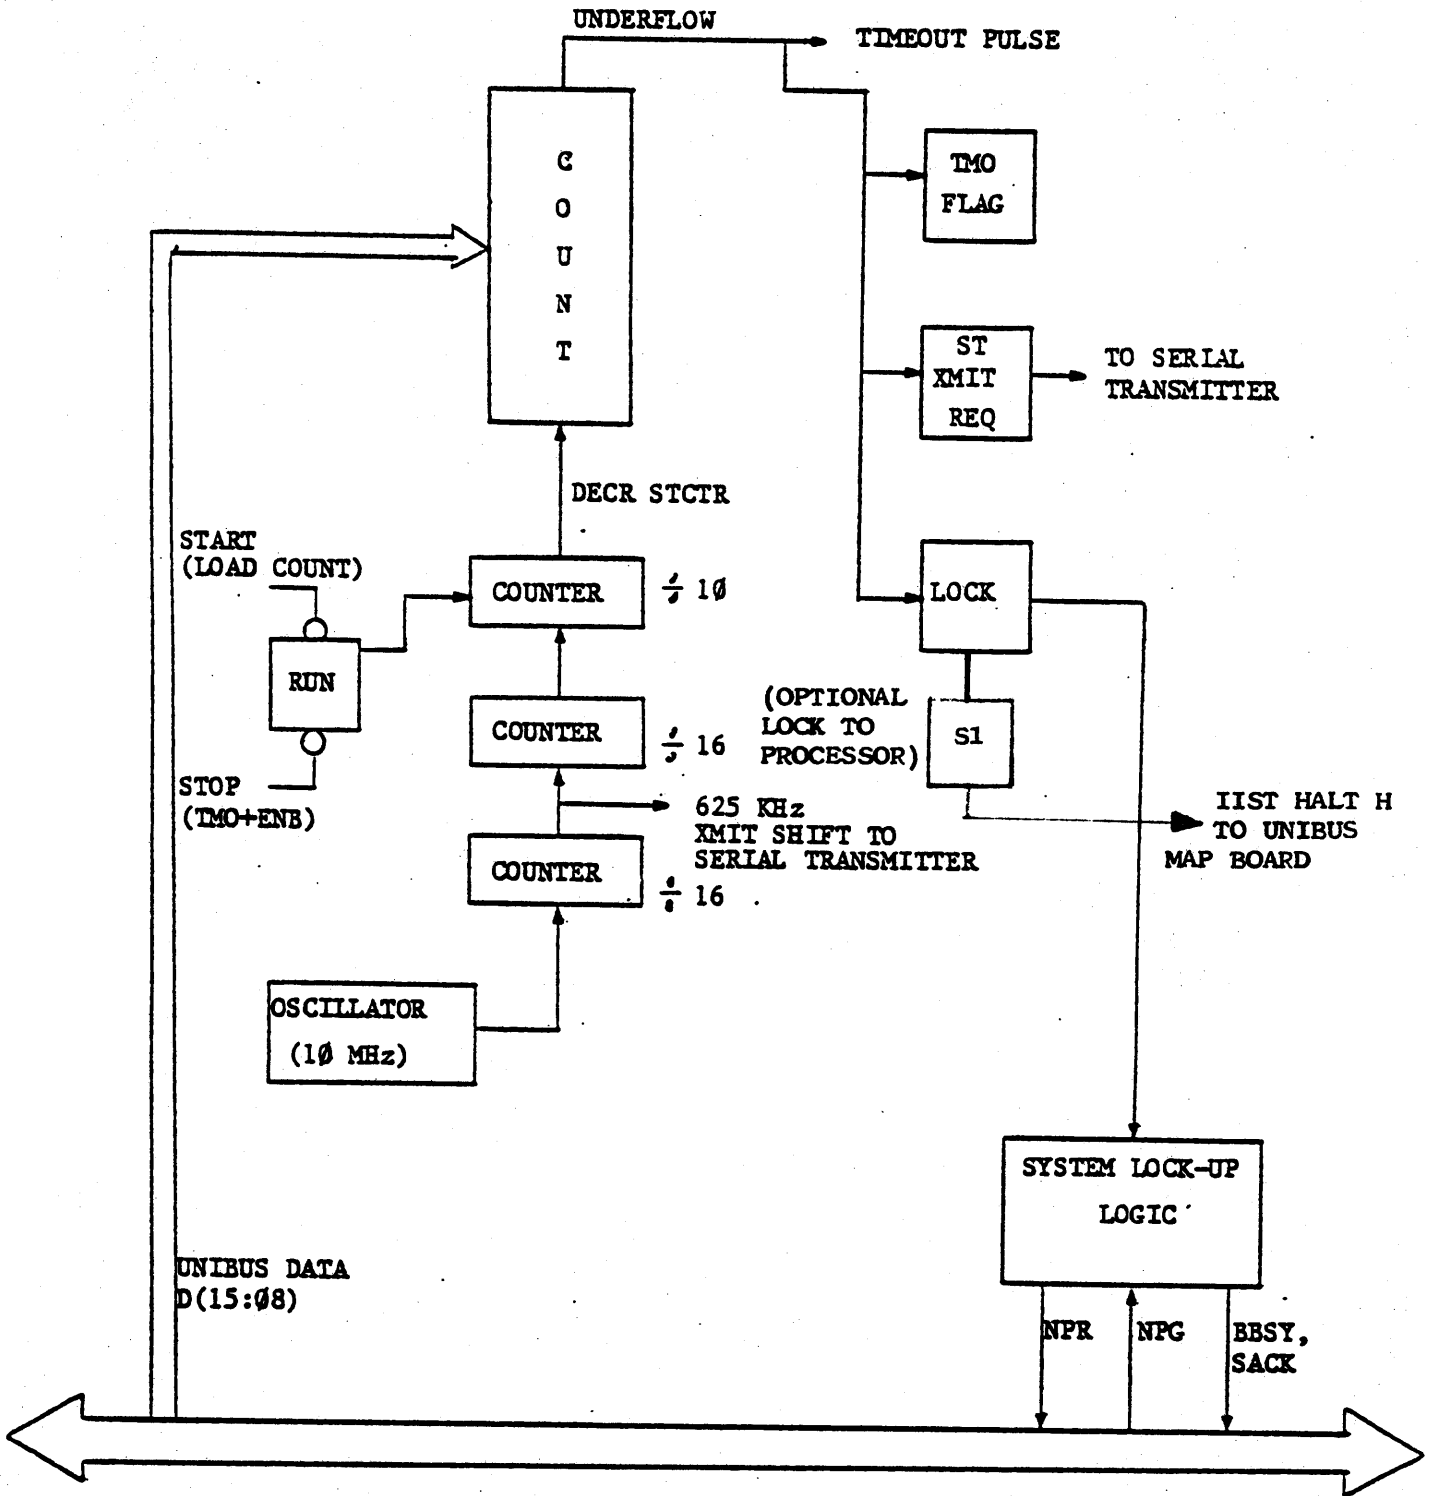 UNDERFLOW
TIMEOUT PULSE
C
O
U
N
T
TMO
FLAG
ST
XMIT
REQ
TO SERIAL
TRANSMITTER
DECR STCTR
START
(LOAD COUNT)
COUNTER
÷ 1Ø
LOCK
RUN
COUNTER
÷ 16
(OPTIONAL
LOCK TO
PROCESSOR)
S1
STOP
(TMO+ENB)
625 KHz
XMIT SHIFT TO
SERIAL TRANSMITTER
IIST HALT H
TO UNIBUS
MAP BOARD
COUNTER
÷ 16
OSCILLATOR
(1Ø MHz)
SYSTEM LOCK-UP
LOGIC
UNIBUS DATA
D(15:Ø8)
NPR
NPG
BBSY,
SACK